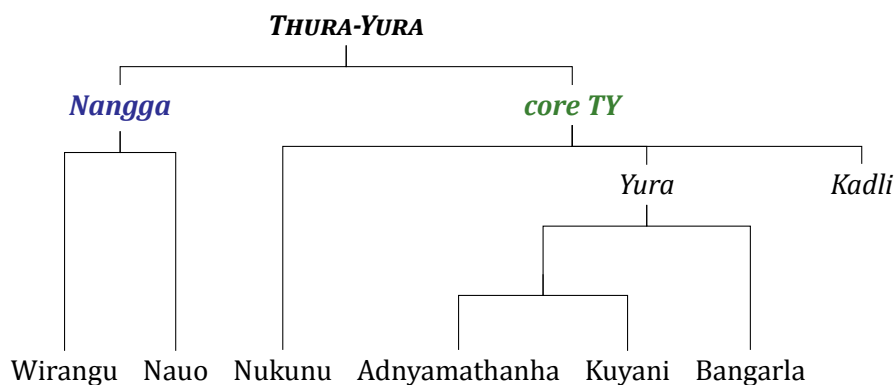 THURA-YURA
Nangga core TY
Yura Kadli
Wirangu Nauo Nukunu Adnyamathanha Kuyani Bangarla